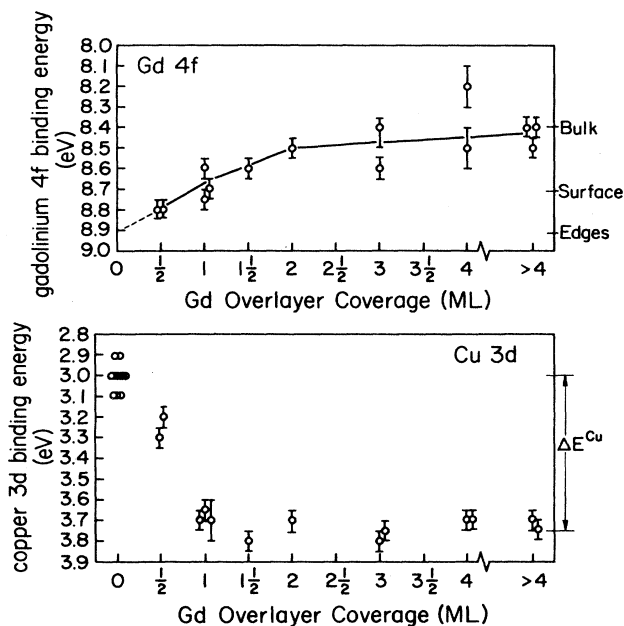 Gd 4f
gadolinium 4f binding energy
(eV)
8.0
8.1
8.2
8.3
8.4
8.5
8.6
8.7
8.8
8.9
9.0
Bulk
Surface
Edges
0 ½ 1 1½ 2 2½ 3 3½ 4 >4
Gd Overlayer Coverage (ML)
Cu 3d
copper 3d binding energy
(eV)
2.8
2.9
3.0
3.1
3.2
3.3
3.4
3.5
3.6
3.7
3.8
3.9
ΔE^Cu
0 ½ 1 1½ 2 2½ 3 3½ 4 >4
Gd Overlayer Coverage (ML)